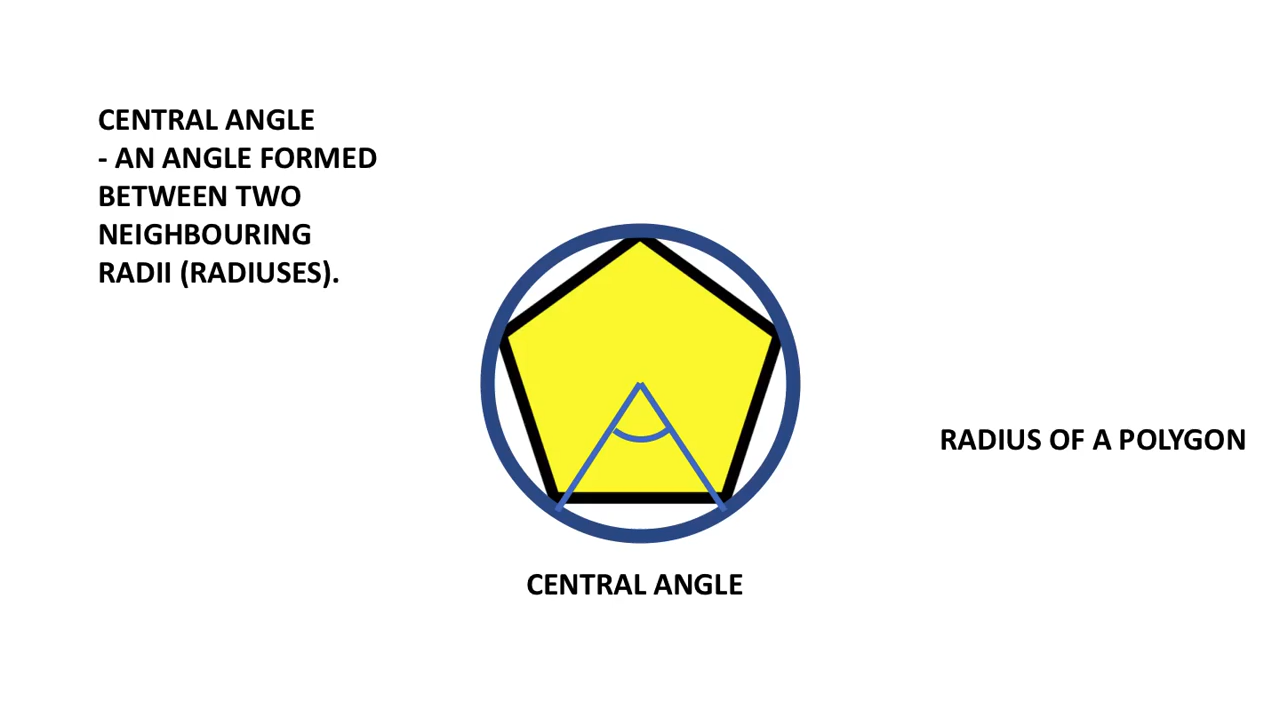 CENTRAL ANGLE
- AN ANGLE FORMED
BETWEEN TWO
NEIGHBOURING
RADII (RADIUSES).
RADIUS OF A POLYGON
CENTRAL ANGLE